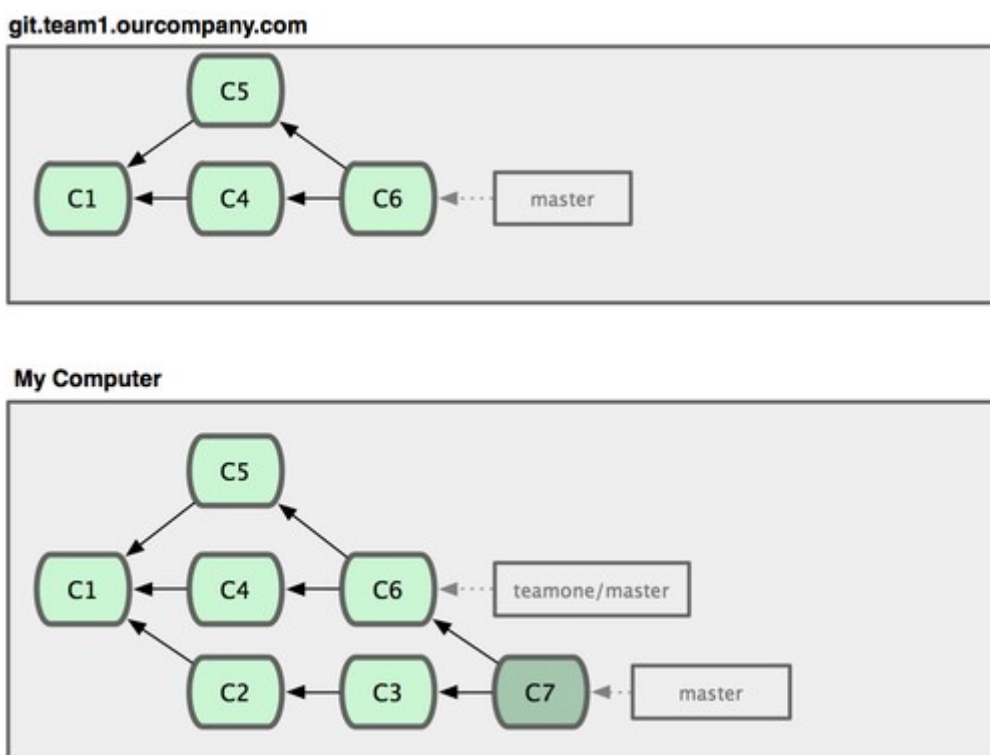 git.team1.ourcompany.com
C5
C1
C4
C6
master
My Computer
C5
C1
C4
C6
teamone/master
C2
C3
C7
master